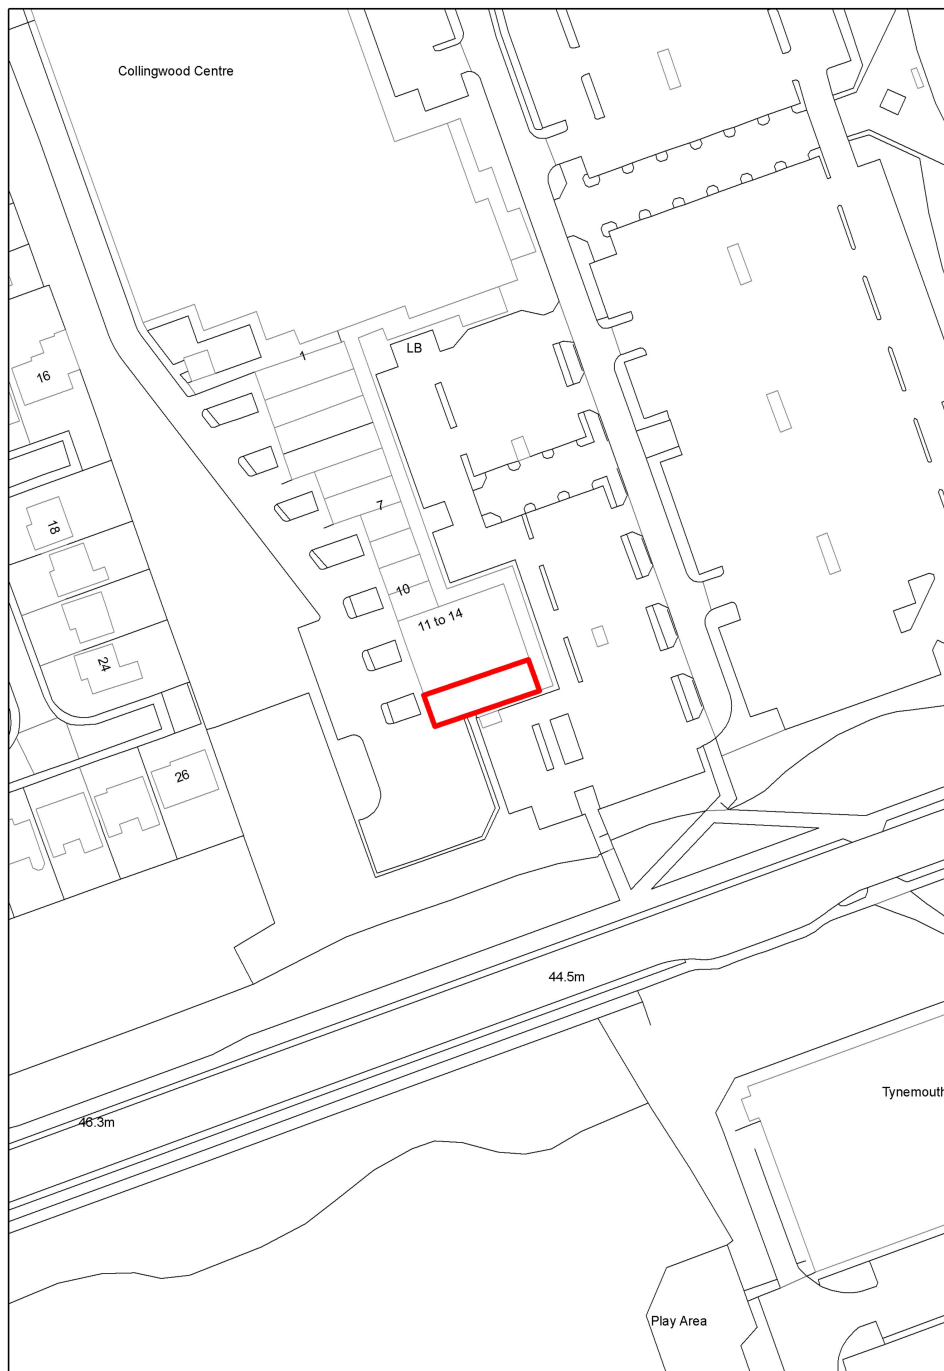 Collingwood Centre
LB
1
16
7
18
10
11 to 14
24
26
44.5m
Tynemouth
46.3m
Play Area